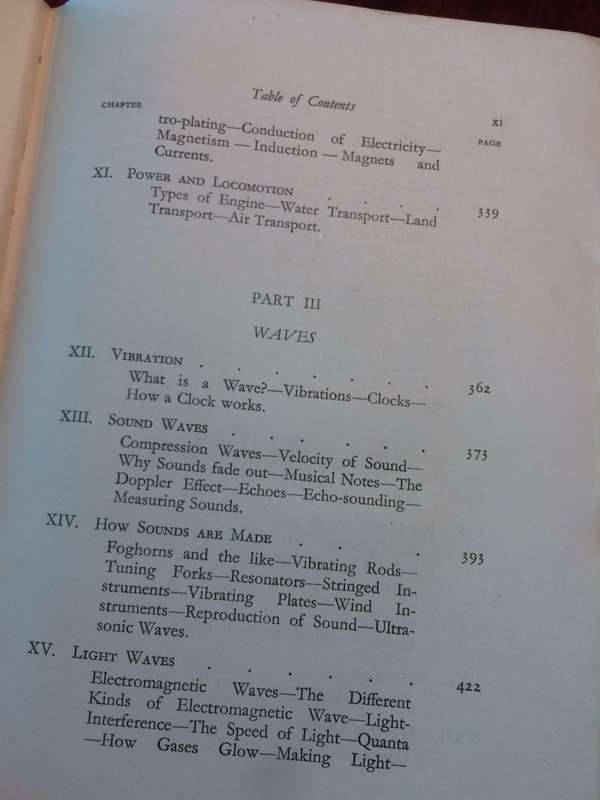 Table of Contents xi
CHAPTER PAGE
tro-plating—Conduction of Electricity—
Magnetism — Induction — Magnets and
Currents.
XI. POWER AND LOCOMOTION . . . . 339
Types of Engine—Water Transport—Land
Transport—Air Transport.
PART III
WAVES
XII. VIBRATION . . . . . . . 362
What is a Wave?—Vibrations—Clocks—
How a Clock works.
XIII. SOUND WAVES . . . . . . 373
Compression Waves—Velocity of Sound—
Why Sounds fade out—Musical Notes—The
Doppler Effect—Echoes—Echo-sounding—
Measuring Sounds.
XIV. HOW SOUNDS ARE MADE . . . 393
Foghorns and the like—Vibrating Rods—
Tuning Forks—Resonators—Stringed In-
struments—Vibrating Plates—Wind In-
struments—Reproduction of Sound—Ultra-
sonic Waves.
XV. LIGHT WAVES . . . . . . 422
Electromagnetic Waves—The Different
Kinds of Electromagnetic Wave—Light-
Interference—The Speed of Light—Quanta
—How Gases Glow—Making Light—